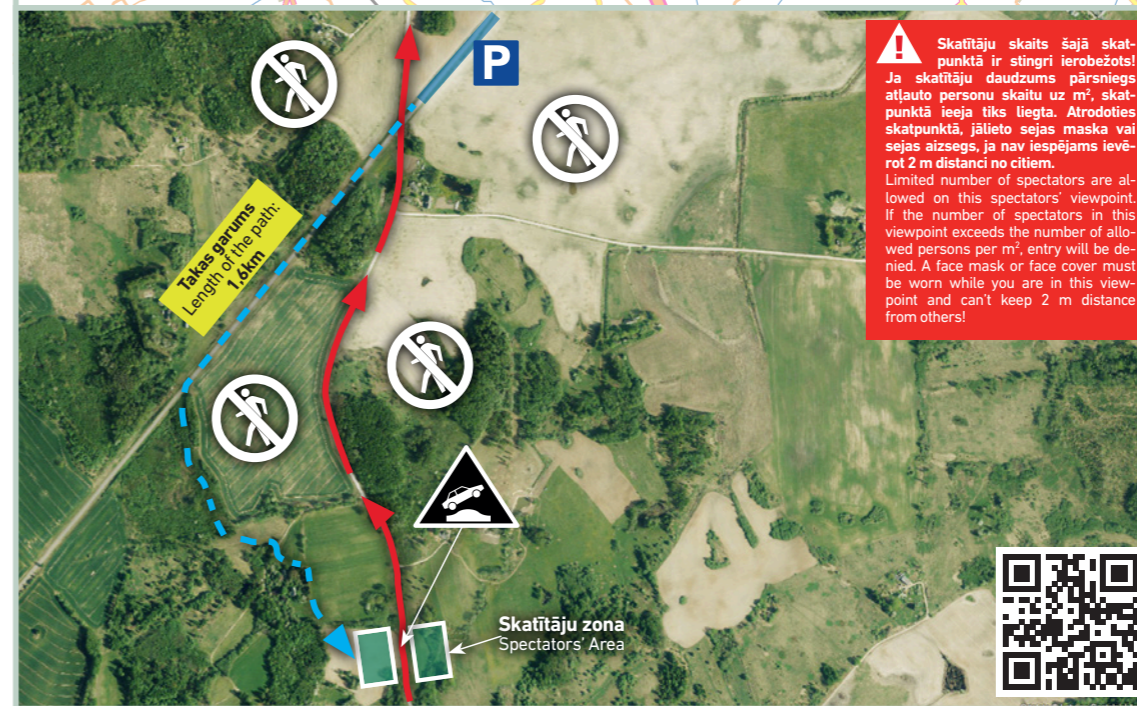 P
!
Skatītāju skaits šajā skat-
punktā ir stingri ierobežots!
Ja skatītāju daudzums pārsniegs
atļauto personu skaitu uz m², skat-
punktā ieeja tiks liegta. Atrodoties
skatpunktā, jālieto sejas maska vai
sejas aizsegs, ja nav iespējams ievē-
rot 2 m distanci no citiem.
Limited number of spectators are al-
lowed on this spectators' viewpoint.
If the number of spectators in this
viewpoint exceeds the number of allo-
wed persons per m², entry will be de-
nied. A face mask or face cover must
be worn while you are in this view-
point and can't keep 2 m distance
from others!
Takas garums
Length of the path:
1,6km
Skatītāju zona
Spectators' Area